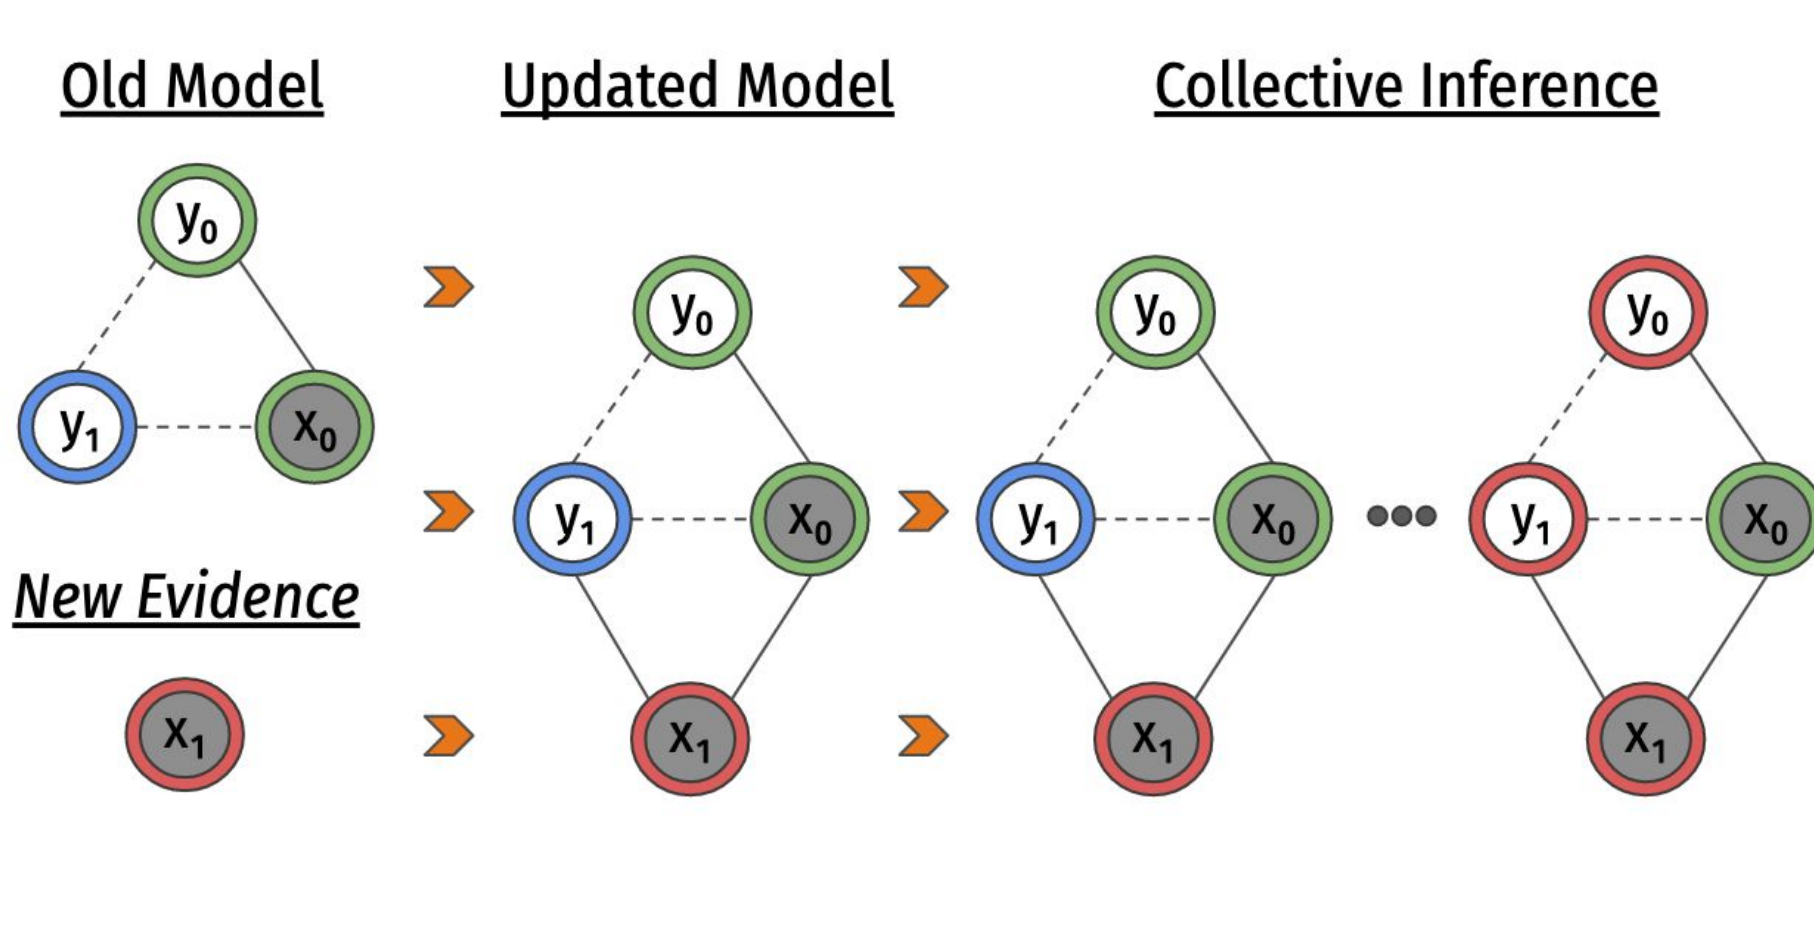 Old Model
Updated Model
Collective Inference
y0
y1
x0
New Evidence
x1
y0
y1
x0
x1
y0
y1
x0
x1
y0
y1
x0
x1